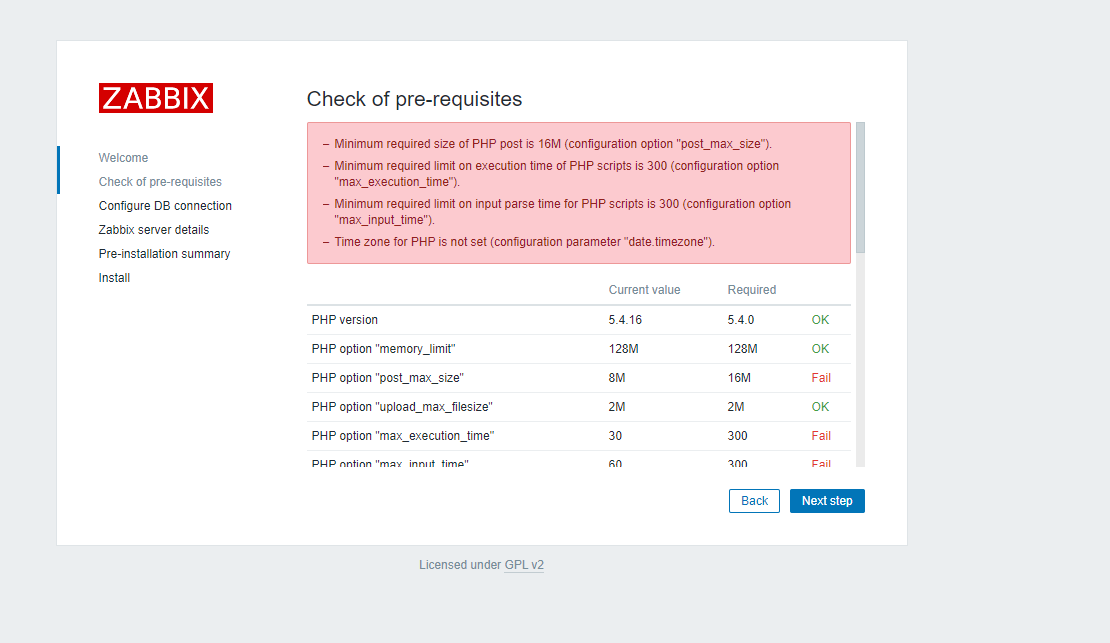 ZABBIX
Welcome
Check of pre-requisites
Configure DB connection
Zabbix server details
Pre-installation summary
Install
Check of pre-requisites
– Minimum required size of PHP post is 16M (configuration option "post_max_size").
– Minimum required limit on execution time of PHP scripts is 300 (configuration option
"max_execution_time").
– Minimum required limit on input parse time for PHP scripts is 300 (configuration option
"max_input_time").
– Time zone for PHP is not set (configuration parameter "date.timezone").
Current value Required
PHP version 5.4.16 5.4.0 OK
PHP option "memory_limit" 128M 128M OK
PHP option "post_max_size" 8M 16M Fail
PHP option "upload_max_filesize" 2M 2M OK
PHP option "max_execution_time" 30 300 Fail
PHP option "max_input_time" 60 300 Fail
Back Next step
Licensed under GPL v2